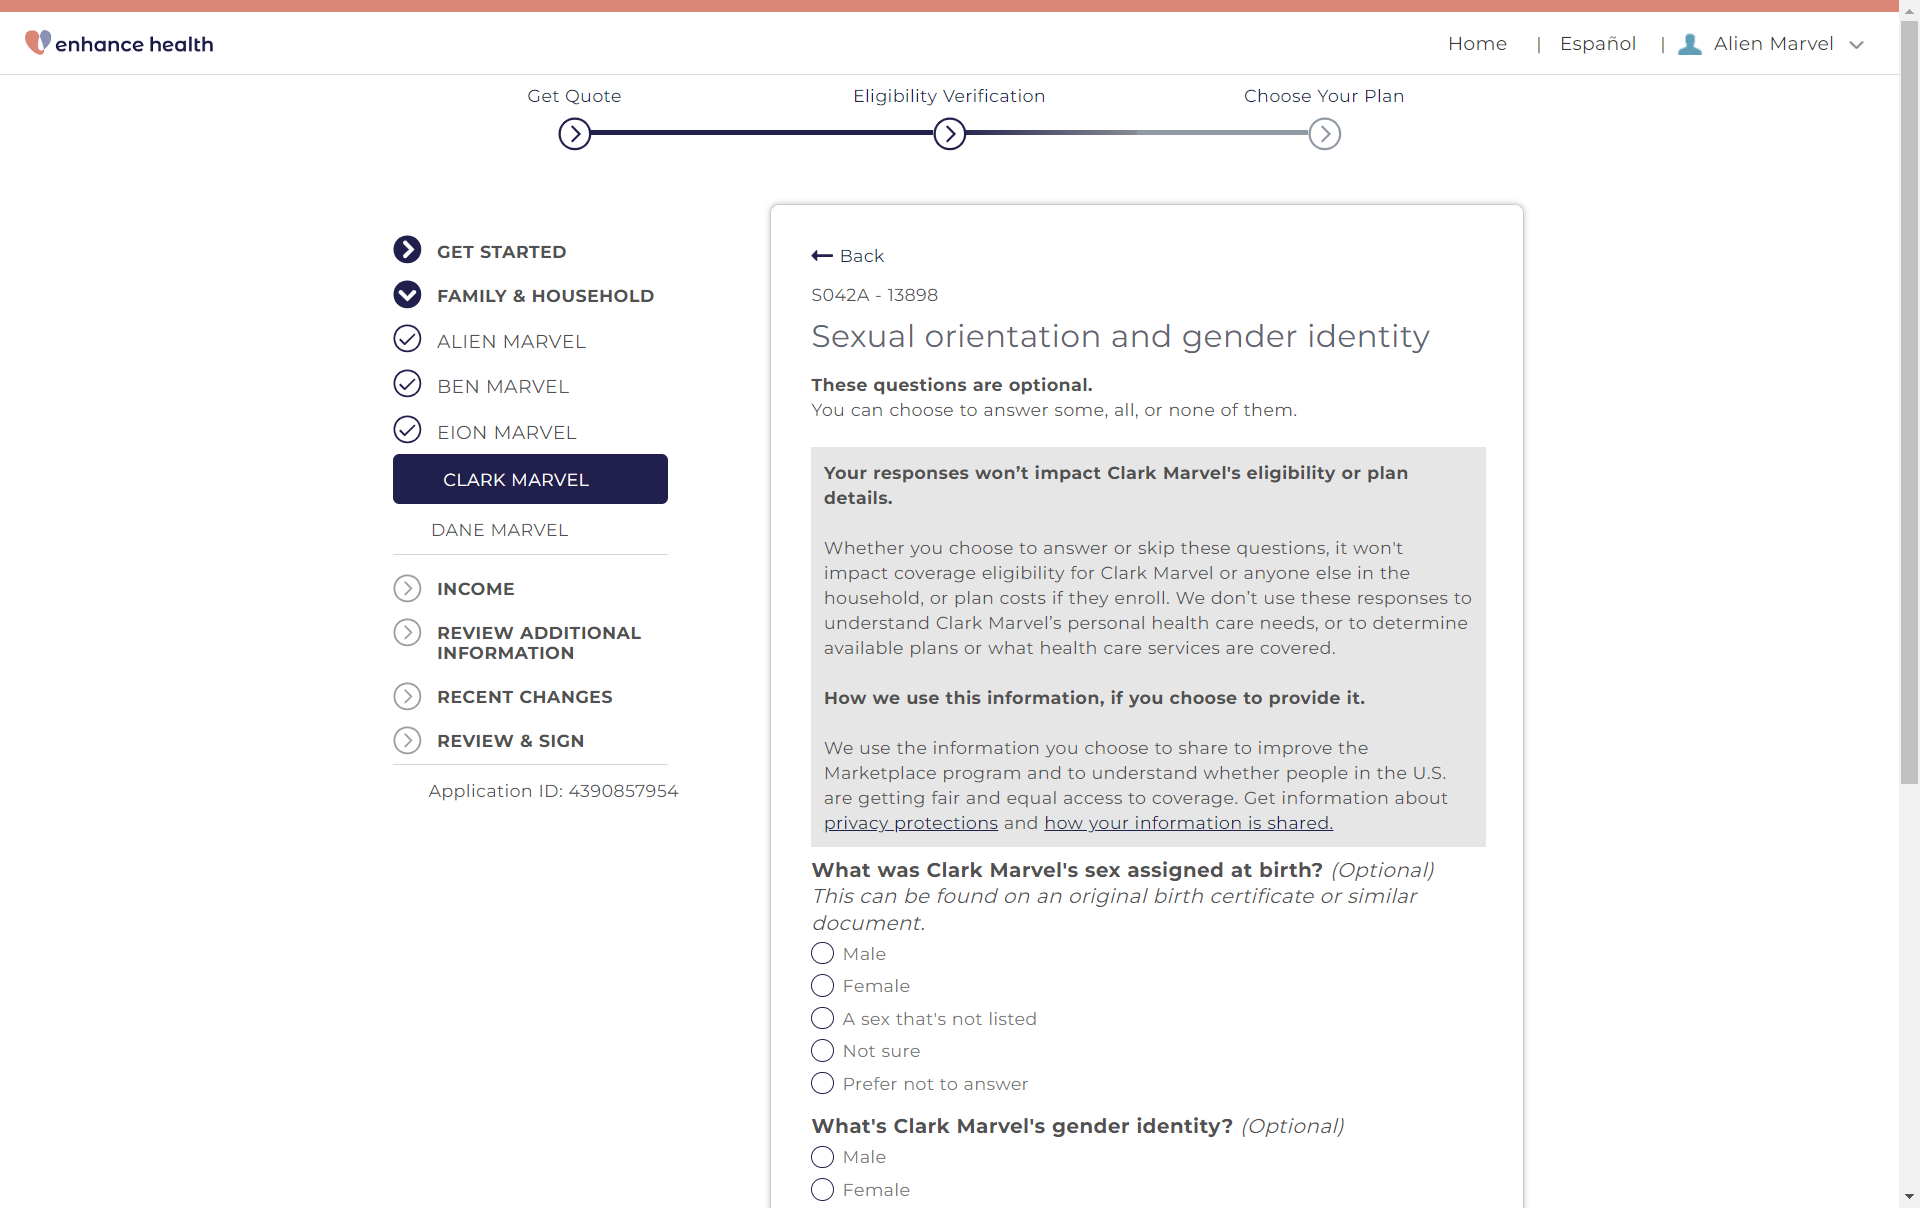 enhance health
Home | Español | Alien Marvel
Get Quote
Eligibility Verification
Choose Your Plan
GET STARTED
FAMILY & HOUSEHOLD
ALIEN MARVEL
BEN MARVEL
EION MARVEL
CLARK MARVEL
DANE MARVEL
INCOME
REVIEW ADDITIONAL
INFORMATION
RECENT CHANGES
REVIEW & SIGN
Application ID: 4390857954
Back
S042A - 13898
Sexual orientation and gender identity
These questions are optional.
You can choose to answer some, all, or none of them.
Your responses won’t impact Clark Marvel's eligibility or plan
details.
Whether you choose to answer or skip these questions, it won't
impact coverage eligibility for Clark Marvel or anyone else in the
household, or plan costs if they enroll. We don’t use these responses to
understand Clark Marvel’s personal health care needs, or to determine
available plans or what health care services are covered.
How we use this information, if you choose to provide it.
We use the information you choose to share to improve the
Marketplace program and to understand whether people in the U.S.
are getting fair and equal access to coverage. Get information about
privacy protections and how your information is shared.
What was Clark Marvel's sex assigned at birth? (Optional)
This can be found on an original birth certificate or similar
document.
Male
Female
A sex that's not listed
Not sure
Prefer not to answer
What's Clark Marvel's gender identity? (Optional)
Male
Female